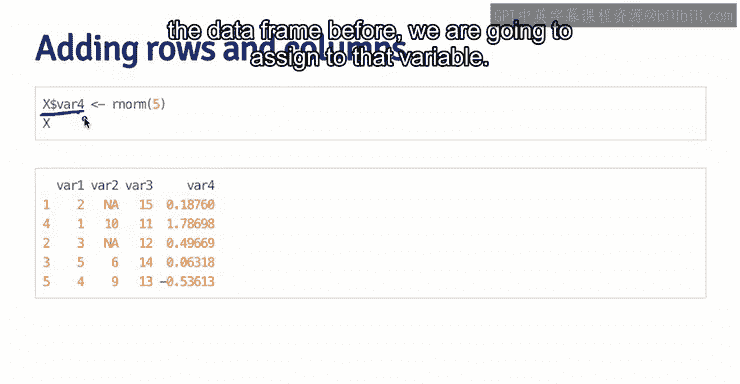 the data frame before, we are going to
assign to that variable.
Adding rows and columns
X$var4 <- rnorm(5)
X
var1 var2 var3 var4
1 2 NA 15 0.18760
4 1 10 11 1.78698
2 3 NA 12 0.49669
3 5 6 14 0.06318
5 4 9 13 -0.53613